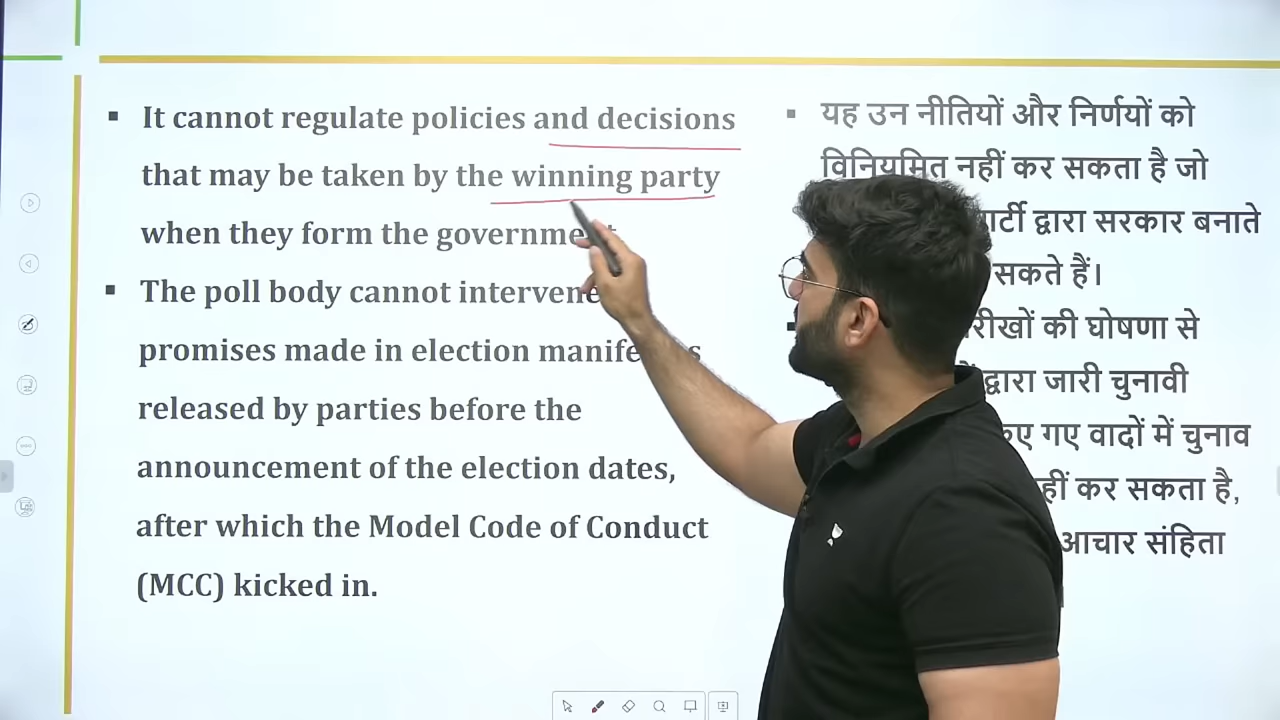 ▪ It cannot regulate policies and decisions
that may be taken by the winning party
when they form the government.
▪ The poll body cannot intervene
promises made in election manifestos
released by parties before the
announcement of the election dates,
after which the Model Code of Conduct
(MCC) kicked in.
▪ यह उन नीतियों और निर्णयों को
विनियमित नहीं कर सकता है जो
द्वारा सरकार बनाते
सकते हैं।
की घोषणा से
द्वारा जारी चुनावी
गए वादों में चुनाव
कर सकता है,
आचार संहिता